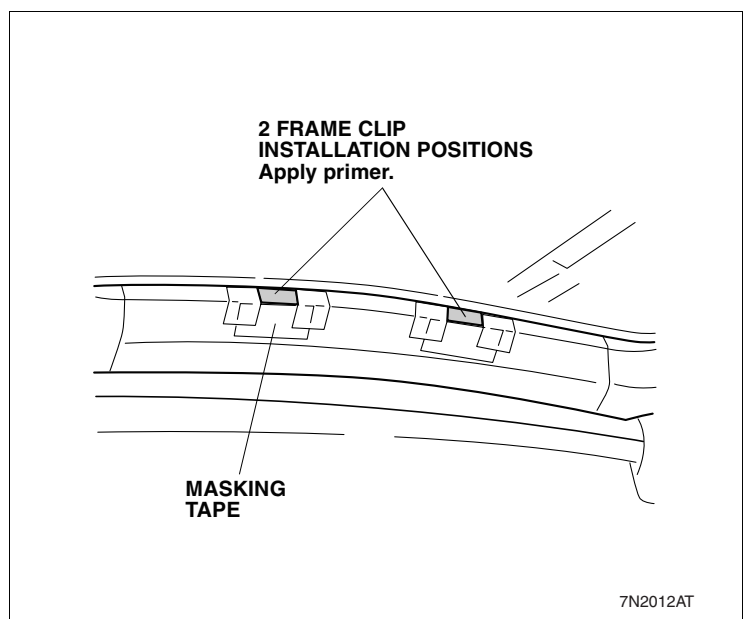 2 FRAME CLIP
INSTALLATION POSITIONS
Apply primer.
MASKING
TAPE
7N2012AT